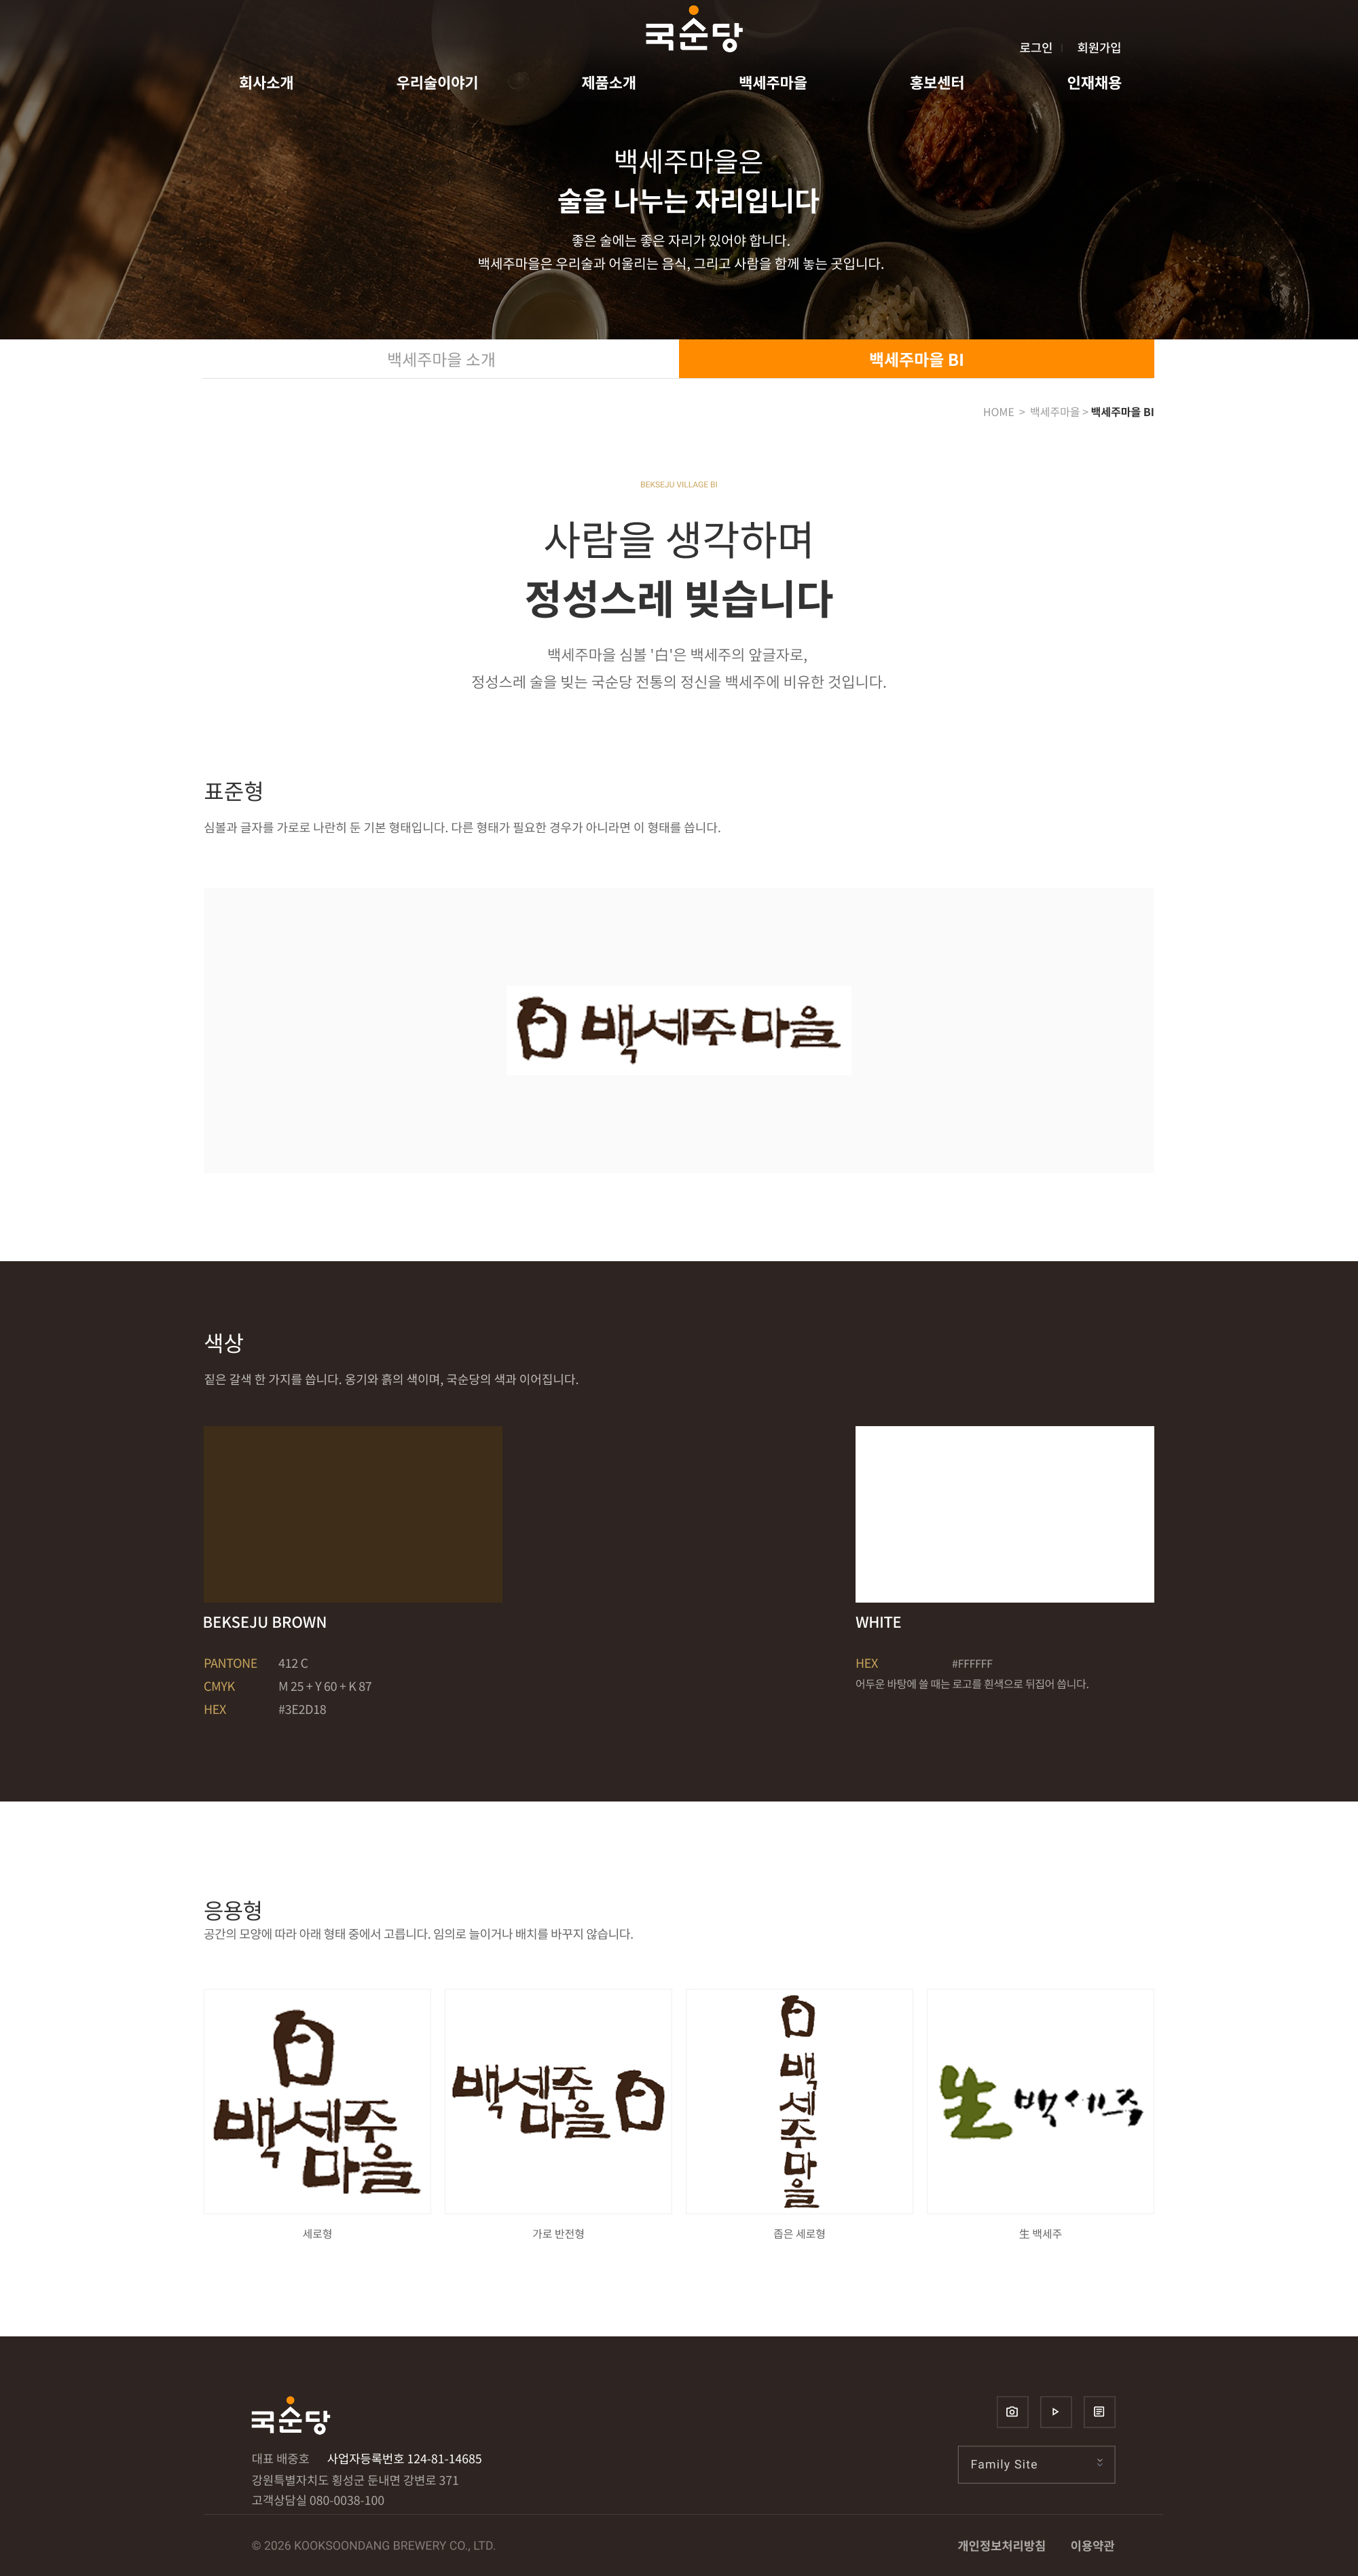 국순당
로그인 | 회원가입
회사소개 우리술이야기 제품소개 백세주마을 홍보센터 인재채용
백세주마을은
술을 나누는 자리입니다
좋은 술에는 좋은 자리가 있어야 합니다.
백세주마을은 우리술과 어울리는 음식, 그리고 사람을 함께 놓는 곳입니다.
백세주마을 소개 백세주마을 BI
HOME > 백세주마을 > 백세주마을 BI
BEKSEJU VILLAGE BI
사람을 생각하며
정성스레 빚습니다
백세주마을 심볼 '白'은 백세주의 앞글자로,
정성스레 술을 빚는 국순당 전통의 정신을 백세주에 비유한 것입니다.
표준형
심볼과 글자를 가로로 나란히 둔 기본 형태입니다. 다른 형태가 필요한 경우가 아니라면 이 형태를 씁니다.
白 백세주마을
색상
짙은 갈색 한 가지를 씁니다. 옹기와 흙의 색이며, 국순당의 색과 이어집니다.
BEKSEJU BROWN
PANTONE 412 C
CMYK M 25 + Y 60 + K 87
HEX #3E2D18
WHITE
HEX #FFFFFF
어두운 바탕에 쓸 때는 로고를 흰색으로 뒤집어 씁니다.
응용형
공간의 모양에 따라 아래 형태 중에서 고릅니다. 임의로 늘이거나 배치를 바꾸지 않습니다.
白
백세주
마을
세로형
백세주
마을 白
가로 반전형
白
백
세
주
마
을
좁은 세로형
生 백세주
生 백세주
국순당
대표 배중호 사업자등록번호 124-81-14685
강원특별자치도 횡성군 둔내면 강변로 371
고객상담실 080-0038-100
Family Site
© 2026 KOOKSOONDANG BREWERY CO., LTD.
개인정보처리방침 이용약관